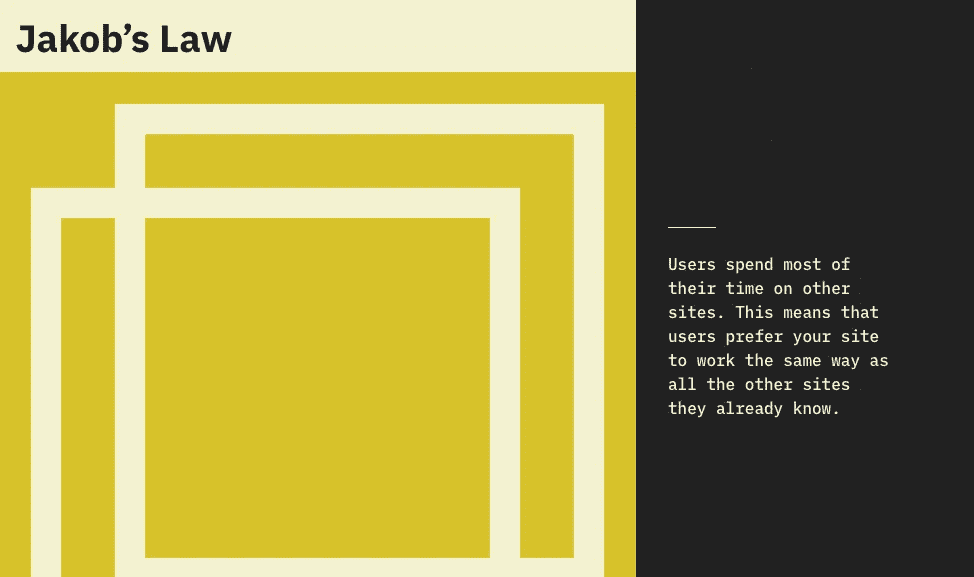 Jakob’s Law
Users spend most of
their time on other
sites. This means that
users prefer your site
to work the same way as
all the other sites
they already know.